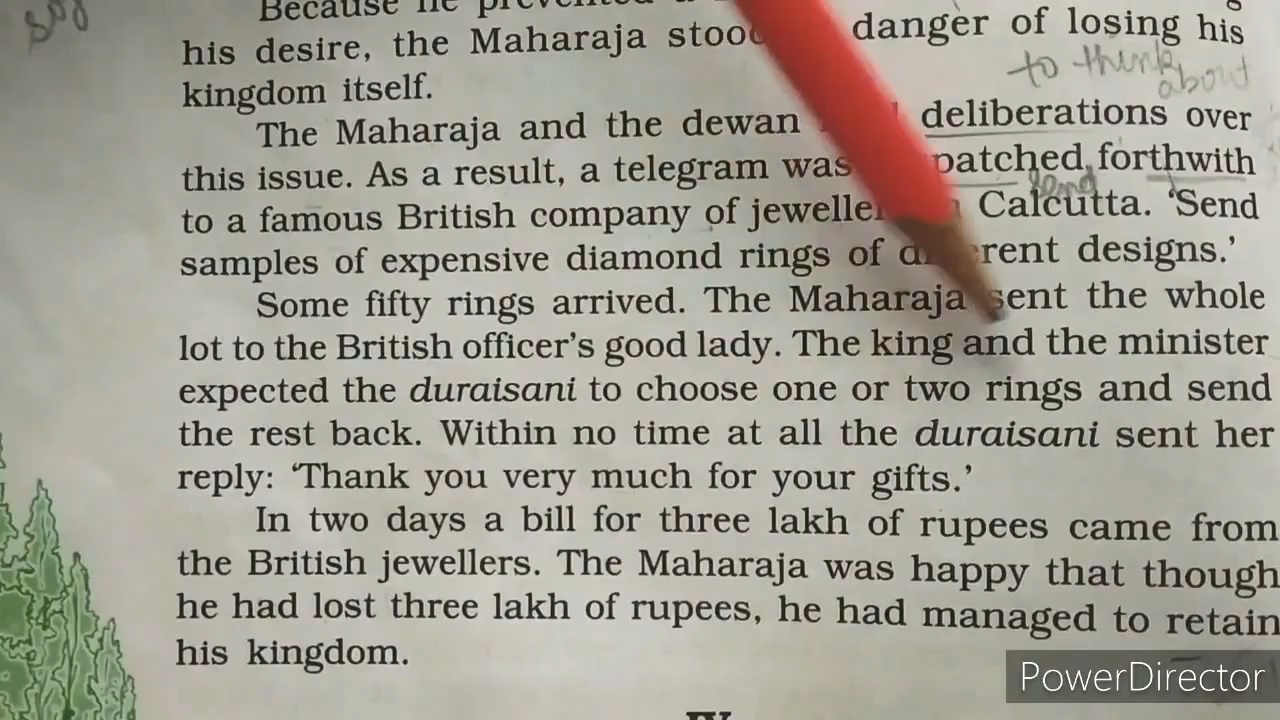 Because he prevented a
his desire, the Maharaja stood danger of losing his
to think
about
kingdom itself.
The Maharaja and the dewan deliberations over
this issue. As a result, a telegram was patched forthwith
send
to a famous British company of jewellers Calcutta. ‘Send
samples of expensive diamond rings of different designs.’
Some fifty rings arrived. The Maharaja sent the whole
lot to the British officer’s good lady. The king and the minister
expected the duraisani to choose one or two rings and send
the rest back. Within no time at all the duraisani sent her
reply: ‘Thank you very much for your gifts.’
In two days a bill for three lakh of rupees came from
the British jewellers. The Maharaja was happy that though
he had lost three lakh of rupees, he had managed to retain
his kingdom.
IV
PowerDirector